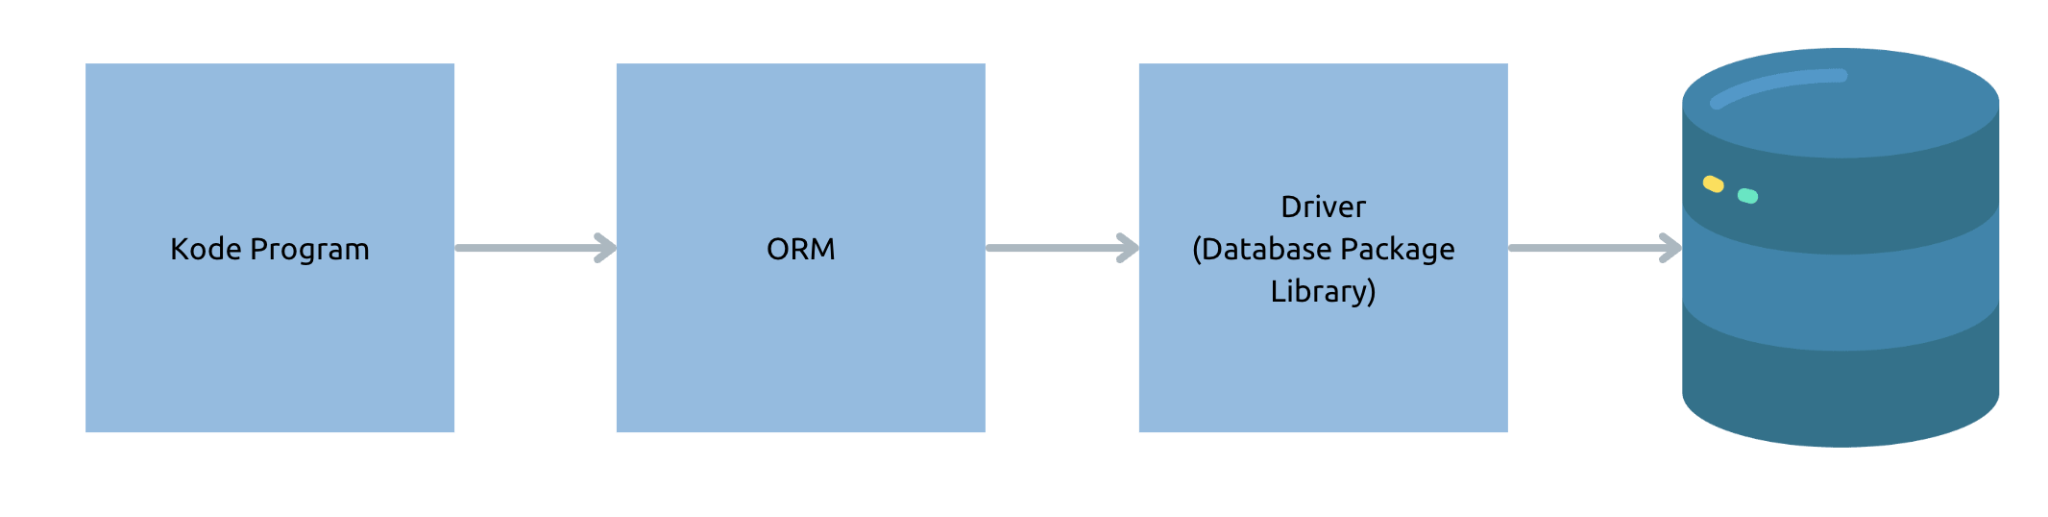 Kode Program
ORM
Driver
(Database Package
Library)